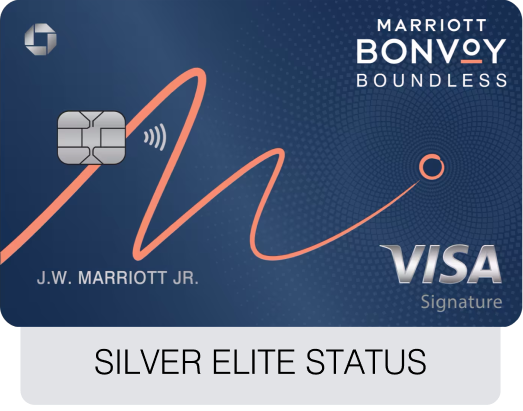 MARRIOTT
BONVOY
BOUNDLESS
J.W. MARRIOTT JR.
VISA
Signature
SILVER ELITE STATUS